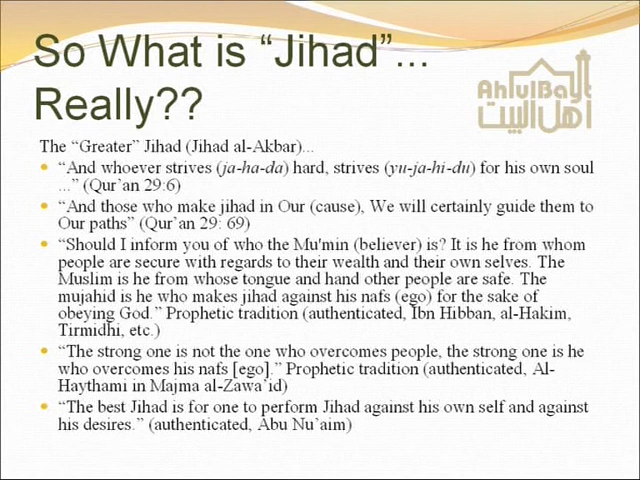 So What is “Jihad”...
Really??
AhlulBayt
أهل البيت
The “Greater” Jihad (Jihad al-Akbar)...
“And whoever strives (ja-ha-da) hard, strives (yu-ja-hi-du) for his own soul
...” (Qur’an 29:6)
“And those who make jihad in Our (cause), We will certainly guide them to
Our paths” (Qur’an 29: 69)
“Should I inform you of who the Mu'min (believer) is? It is he from whom
people are secure with regards to their wealth and their own selves. The
Muslim is he from whose tongue and hand other people are safe. The
mujahid is he who makes jihad against his nafs (ego) for the sake of
obeying God.” Prophetic tradition (authenticated, Ibn Hibban, al-Hakim,
Tirmidhi, etc.)
“The strong one is not the one who overcomes people, the strong one is he
who overcomes his nafs [ego].” Prophetic tradition (authenticated, Al-
Haythami in Majma al-Zawa’id)
“The best Jihad is for one to perform Jihad against his own self and against
his desires.” (authenticated, Abu Nu’aim)